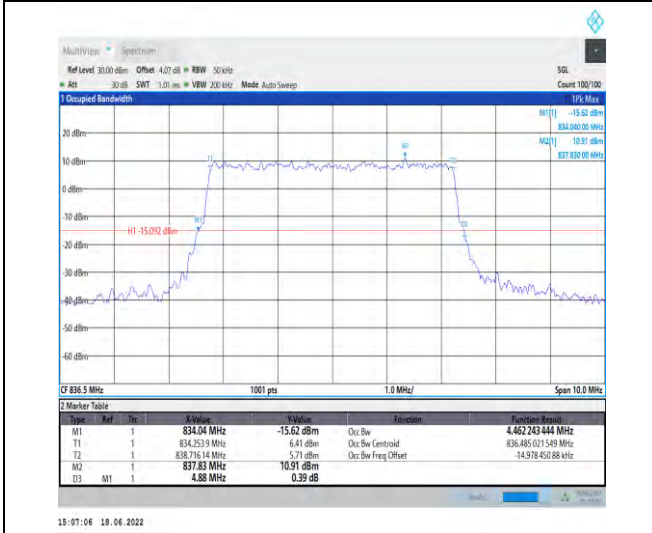 MultiView Spectrum
Ref Level 30.00 dBm Offset 4.07 dB RBW 50 kHz SGL
Att 30 dB SWT 1.01 ms VBW 200 kHz Mode Auto Sweep Count 100/100
1 Occupied Bandwidth 1Pk Max
M1[1] -15.62 dBm
834.040 00 MHz
M2[1] 10.91 dBm
837.830 00 MHz
20 dBm
M2
T1 T2
10 dBm
0 dBm
-10 dBm
M1
H1 -15.092 dBm
D3
-20 dBm
-30 dBm
-40 dBm
-50 dBm
-60 dBm
CF 836.5 MHz 1001 pts 1.0 MHz/ Span 10.0 MHz
2 Marker Table
Type Ref Trc X-Value Y-Value Function Function Result
M1 1 834.04 MHz -15.62 dBm Occ Bw 4.462 243 444 MHz
T1 1 834.253 9 MHz 6.41 dBm Occ Bw Centroid 836.485 021 549 MHz
T2 1 838.716 14 MHz 5.71 dBm Occ Bw Freq Offset -14.978 450 88 kHz
M2 1 837.83 MHz 10.91 dBm
D3 M1 1 4.88 MHz 0.39 dB
15:07:06 18.06.2022